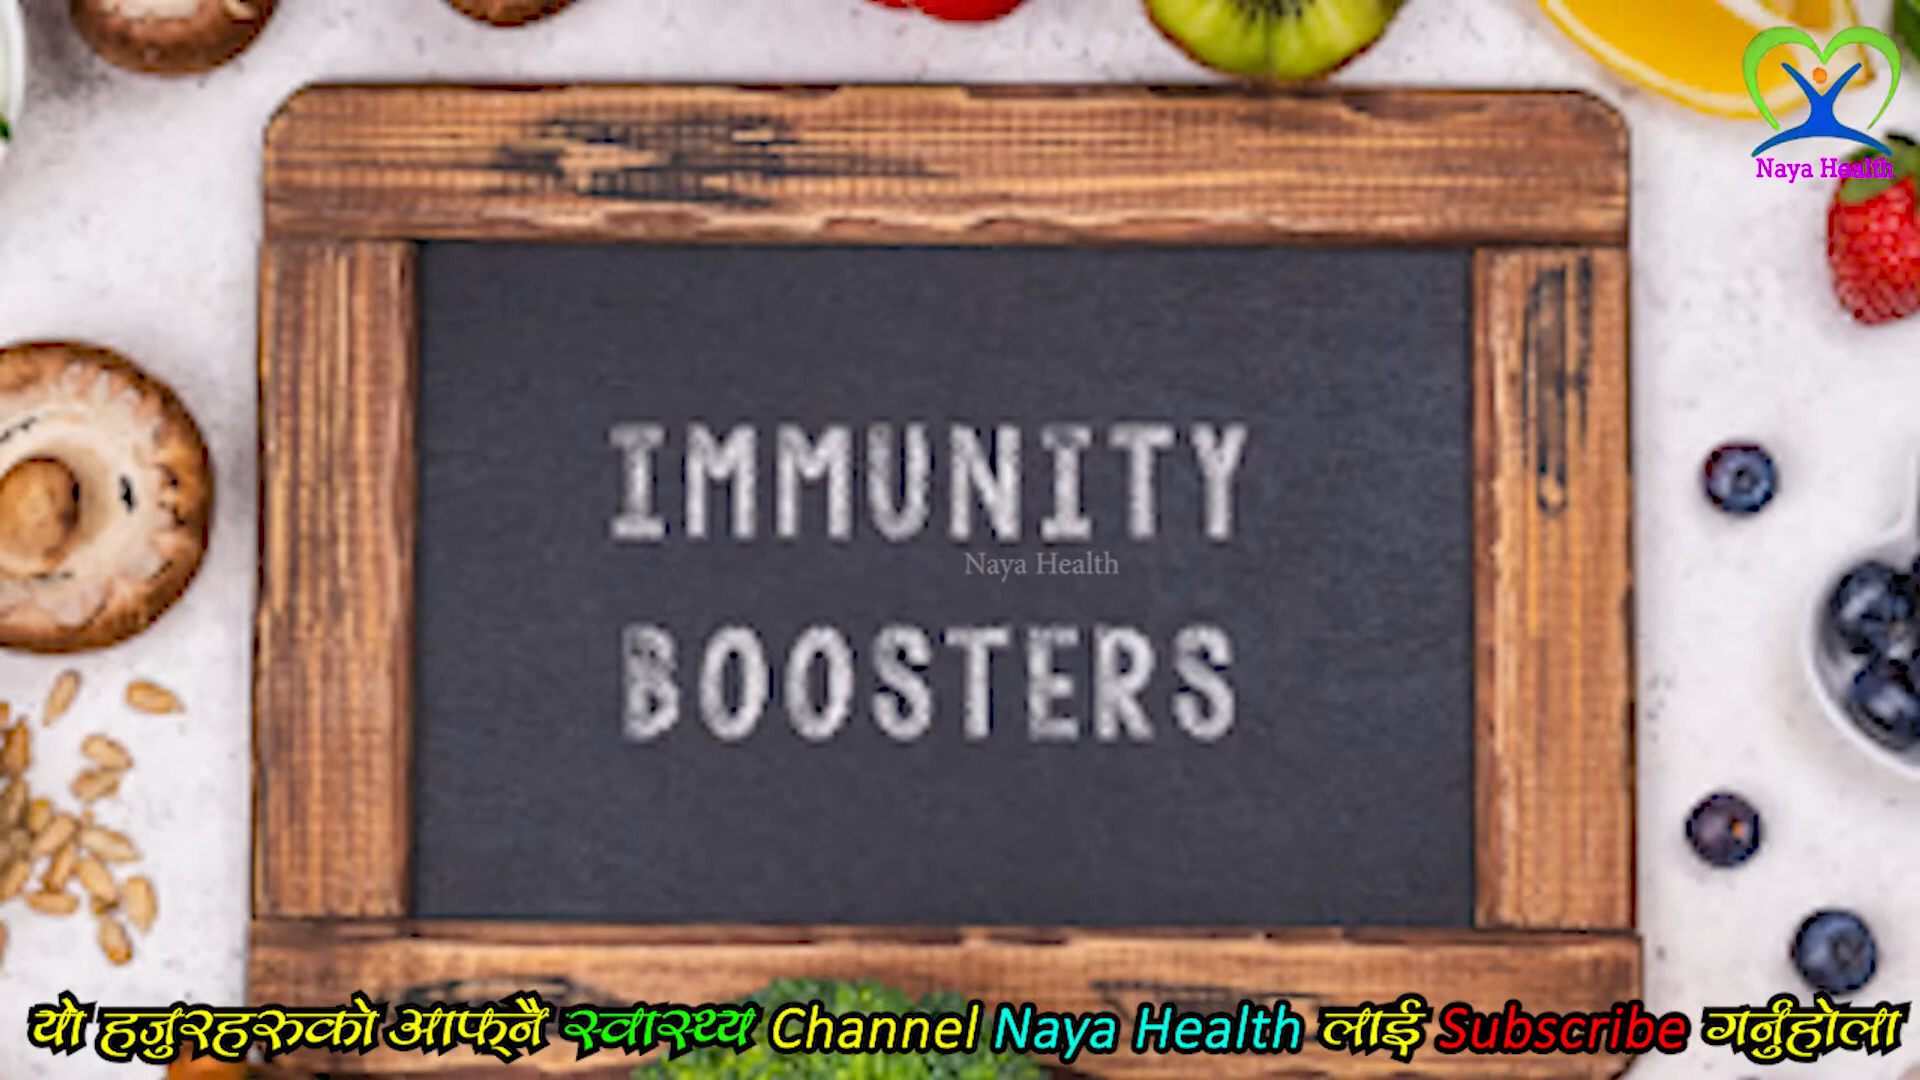 Naya Health
IMMUNITY
Naya Health
BOOSTERS
यो हजुरहरुको आफ्नै स्वास्थ्य Channel Naya Health लाई Subscribe गर्नुहोला